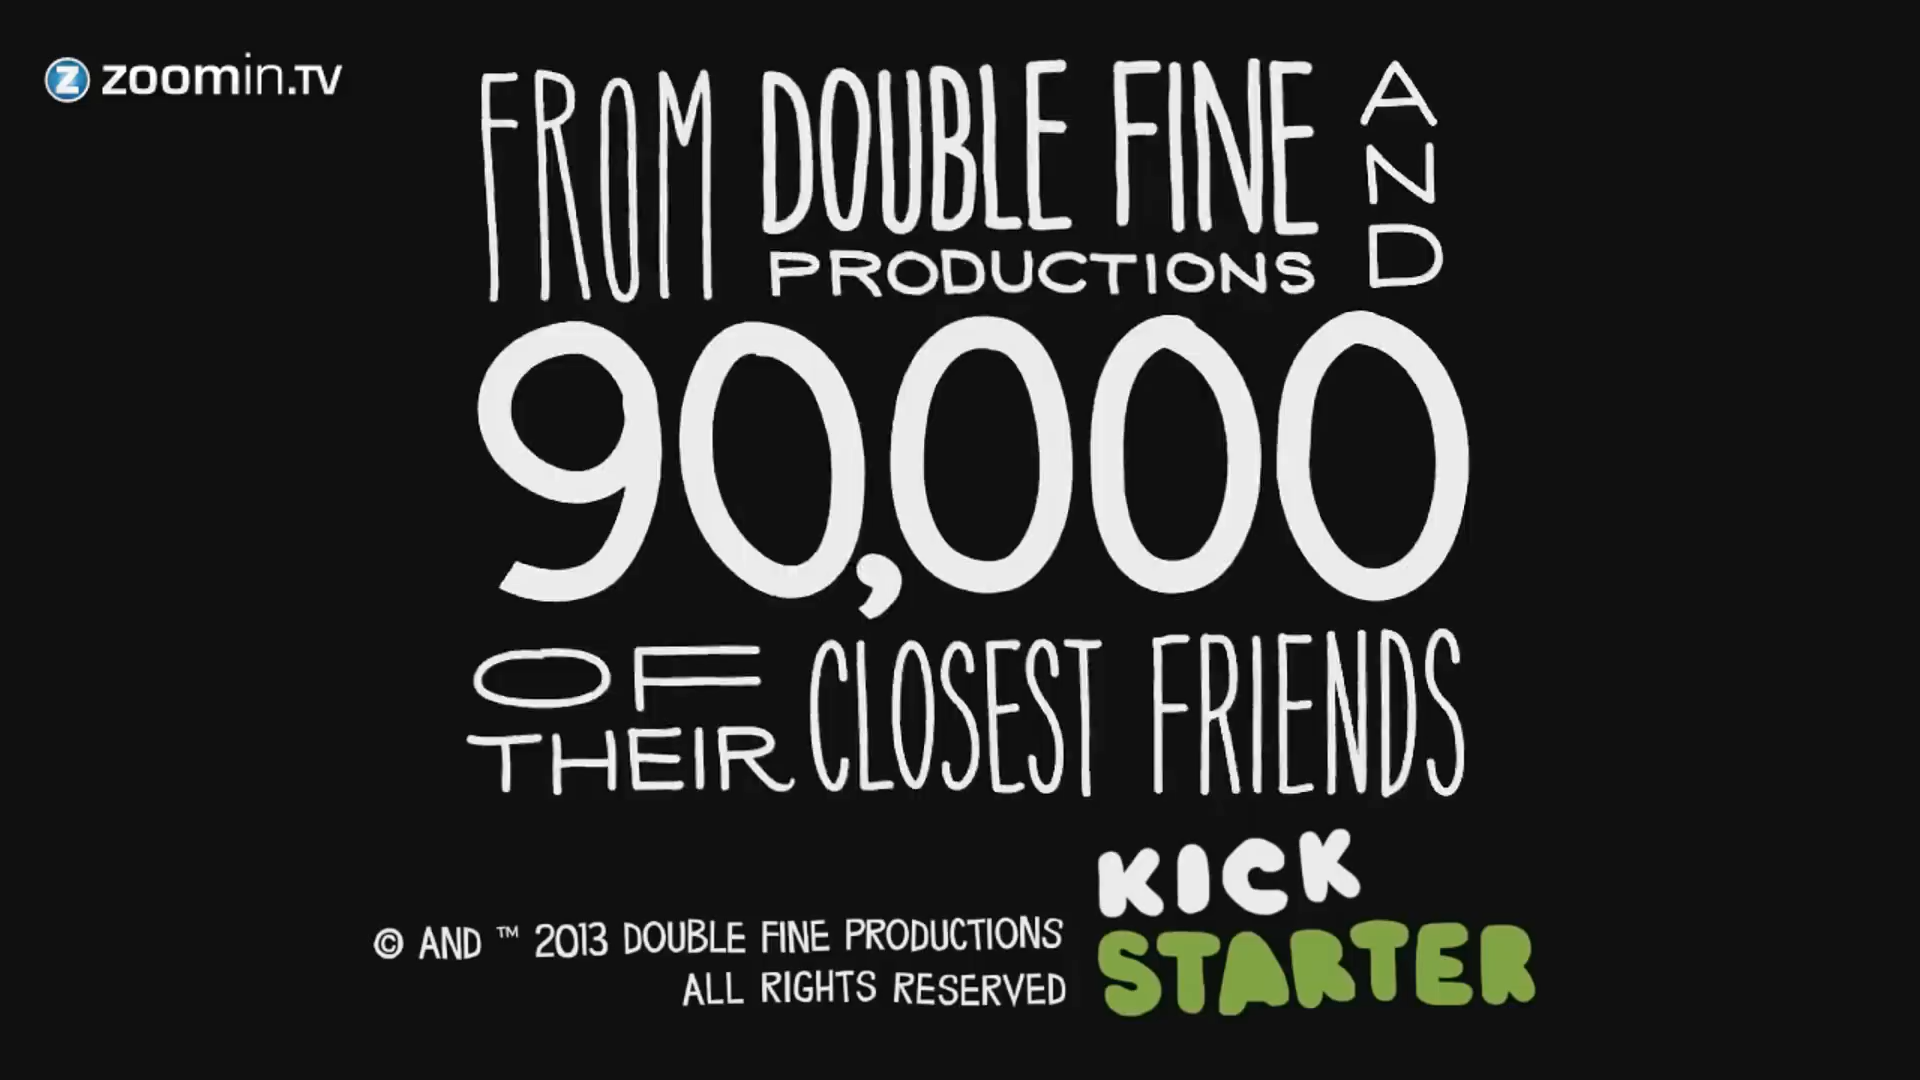 zoomin.TV
FROM DOUBLE FINE AND
PRODUCTIONS
90,000
OF
THEIR CLOSEST FRIENDS
KICK
STARTER
© AND ™ 2013 DOUBLE FINE PRODUCTIONS
ALL RIGHTS RESERVED